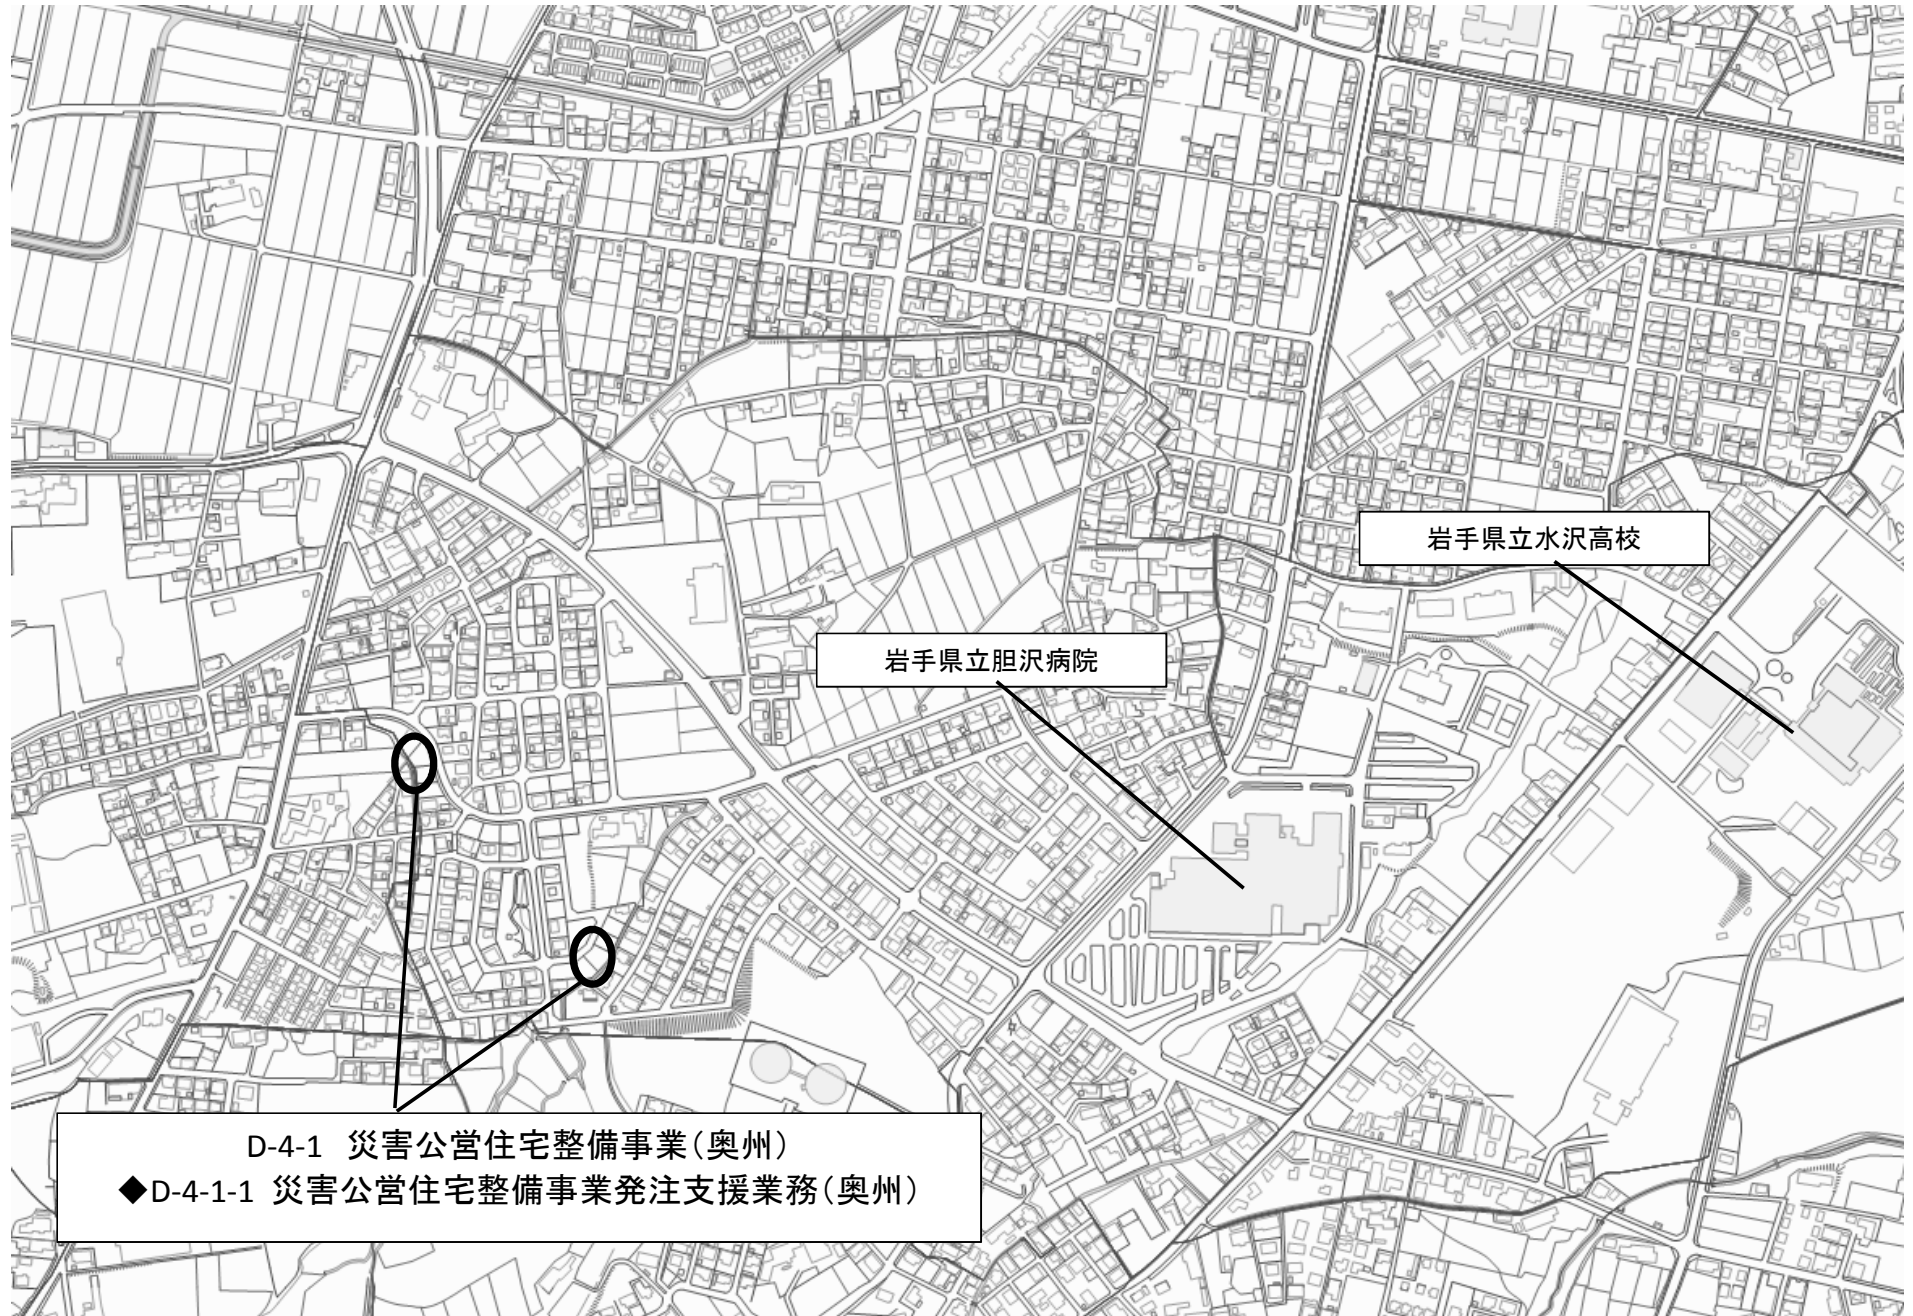 岩手県立水沢高校
岩手県立胆沢病院
D-4-1 災害公営住宅整備事業(奥州)
◆D-4-1-1 災害公営住宅整備事業発注支援業務(奥州)